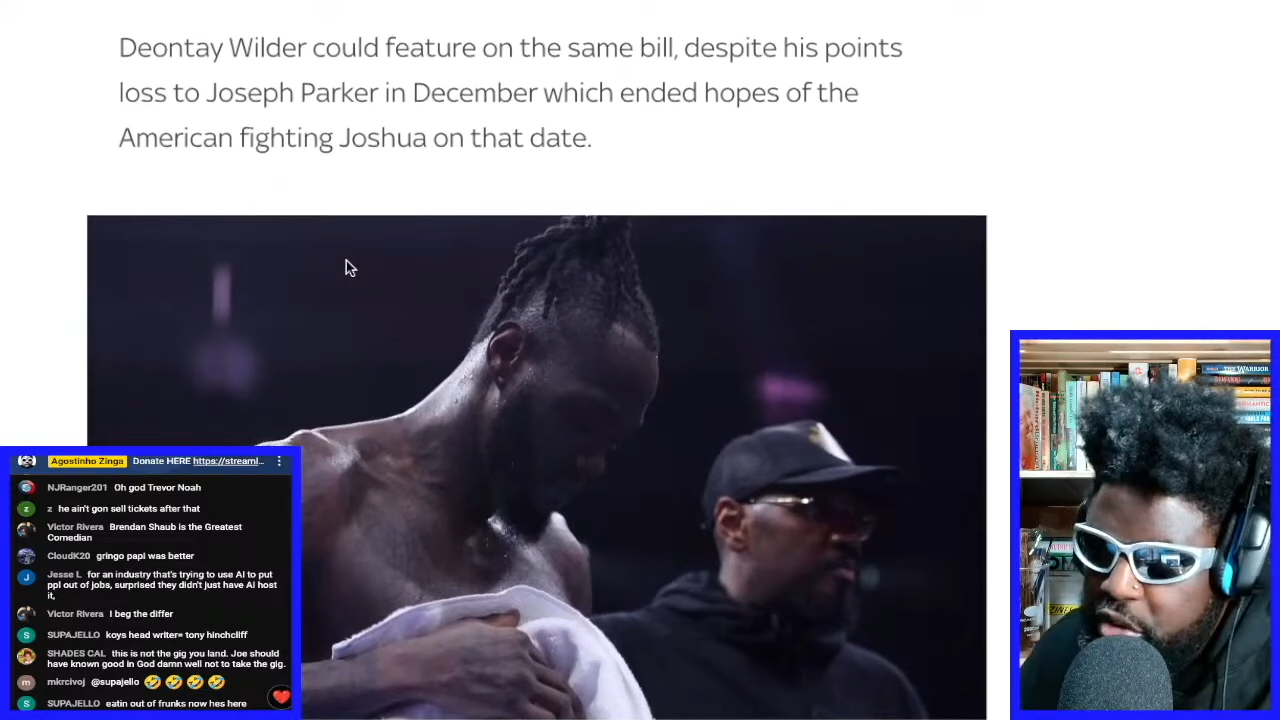 Deontay Wilder could feature on the same bill, despite his points
loss to Joseph Parker in December which ended hopes of the
American fighting Joshua on that date.
Agostinho Zinga Donate HERE https://streaml...
NJRanger201 Oh god Trevor Noah
z z he ain't gon sell tickets after that
Victor Rivera Brendan Shaub is the Greatest
Comedian
CloudK20 gringo papi was better
J Jesse L for an industry that's trying to use AI to put
ppl out of jobs, surprised they didn't just have AI host
it,
Victor Rivera I beg the differ
S SUPAJELLO koys head writer= tony hinchcliff
SHADES CAL this is not the gig you land. Joe should
have known good in God damn well not to take the gig.
m mkrcivoj @supajello 🤣 🤣 🤣 🤣
S SUPAJELLO eatin out of frunks now hes here
THE WARRIOR